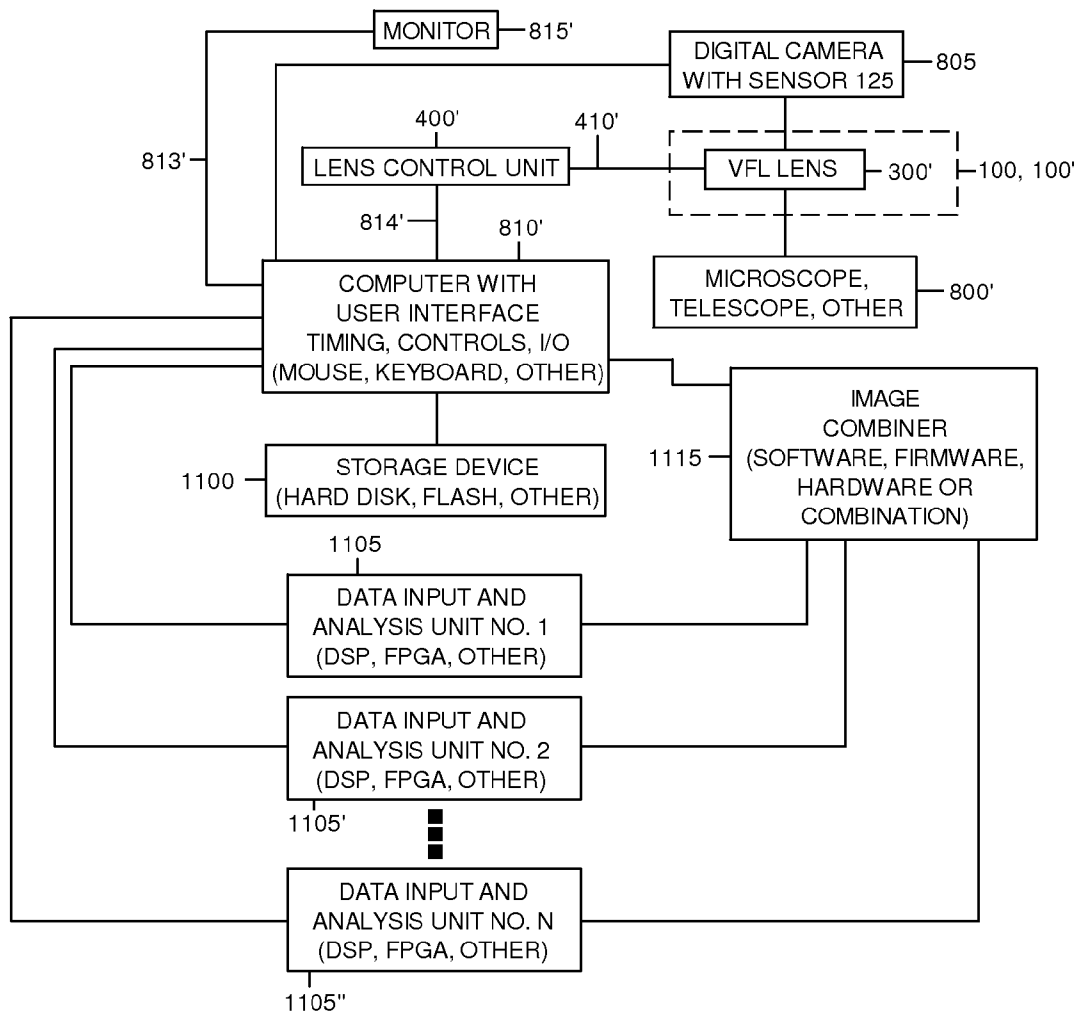 MONITOR
815'
DIGITAL CAMERA
WITH SENSOR 125
805
400'
410'
813'
LENS CONTROL UNIT
VFL LENS
300'
100, 100'
814'
810'
COMPUTER WITH
USER INTERFACE
TIMING, CONTROLS, I/O
(MOUSE, KEYBOARD, OTHER)
MICROSCOPE,
TELESCOPE, OTHER
800'
IMAGE
COMBINER
(SOFTWARE, FIRMWARE,
HARDWARE OR
COMBINATION)
1115
1100
STORAGE DEVICE
(HARD DISK, FLASH, OTHER)
1105
DATA INPUT AND
ANALYSIS UNIT NO. 1
(DSP, FPGA, OTHER)
DATA INPUT AND
ANALYSIS UNIT NO. 2
(DSP, FPGA, OTHER)
1105'
DATA INPUT AND
ANALYSIS UNIT NO. N
(DSP, FPGA, OTHER)
1105"